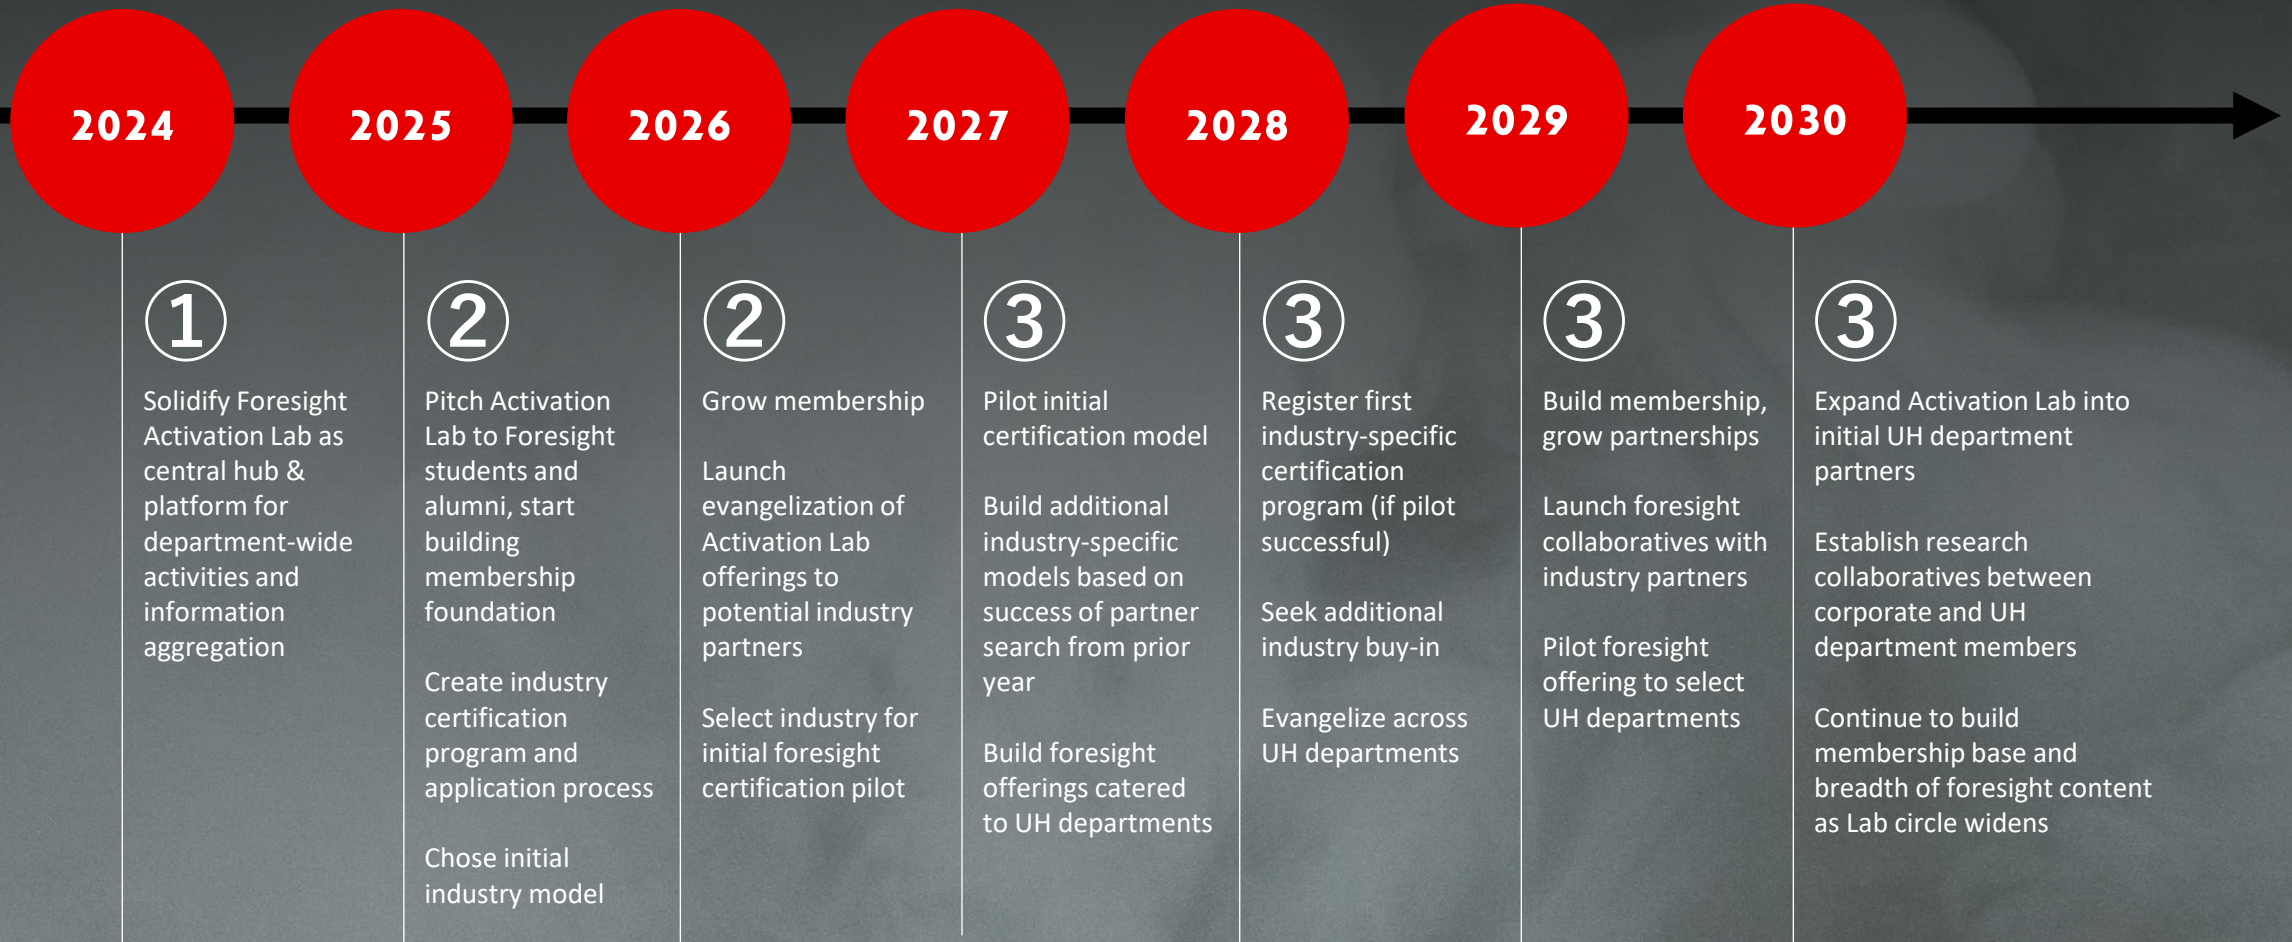 2024
2025
2026
2027
2028
2029
2030
1
Solidify Foresight
Activation Lab as
central hub &
platform for
department-wide
activities and
information
aggregation
2
Pitch Activation
Lab to Foresight
students and
alumni, start
building
membership
foundation
Create industry
certification
program and
application process
Chose initial
industry model
2
Grow membership
Launch
evangelization of
Activation Lab
offerings to
potential industry
partners
Select industry for
initial foresight
certification pilot
3
Pilot initial
certification model
Build additional
industry-specific
models based on
success of partner
search from prior
year
Build foresight
offerings catered
to UH departments
3
Register first
industry-specific
certification
program (if pilot
successful)
Seek additional
industry buy-in
Evangelize across
UH departments
3
Build membership,
grow partnerships
Launch foresight
collaboratives with
industry partners
Pilot foresight
offering to select
UH departments
3
Expand Activation Lab into
initial UH department
partners
Establish research
collaboratives between
corporate and UH
department members
Continue to build
membership base and
breadth of foresight content
as Lab circle widens